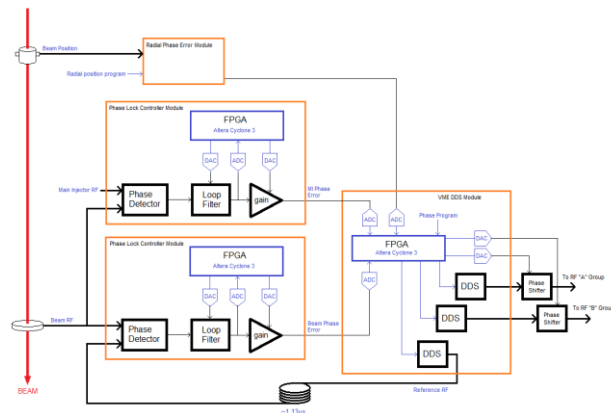 Beam Position
Radial Phase Error Module
Radial position program
VME DDS Module
Phase Lock Controller Module
FPGA
Altera Cyclone 3
DAC
ADC
DAC
Main Injector RF
Phase
Detector
Loop
Filter
gain
MI Phase
Error
ADC
ADC
Phase Program
FPGA
Altera Cyclone 3
DAC
DAC
Phase Lock Controller Module
FPGA
Altera Cyclone 3
DAC
ADC
DAC
ADC
DDS
Phase
Shifter
To RF "A" Group
DDS
Phase
Shifter
To RF "B" Grou
Beam RF
Phase
Detector
Loop
Filter
gain
Beam Phase
Error
DDS
Reference RF
BEAM